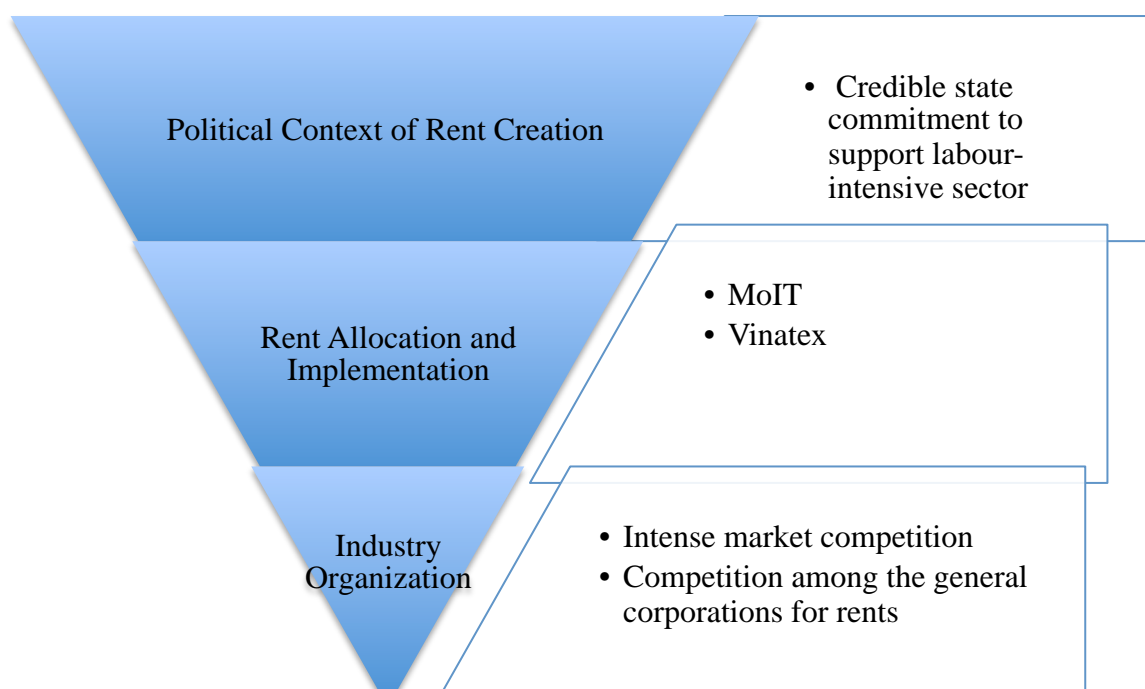 Political Context of Rent Creation
• Credible state
commitment to
support labour-
intensive sector
Rent Allocation and
Implementation
• MoIT
• Vinatex
Industry
Organization
• Intense market competition
• Competition among the general
corporations for rents